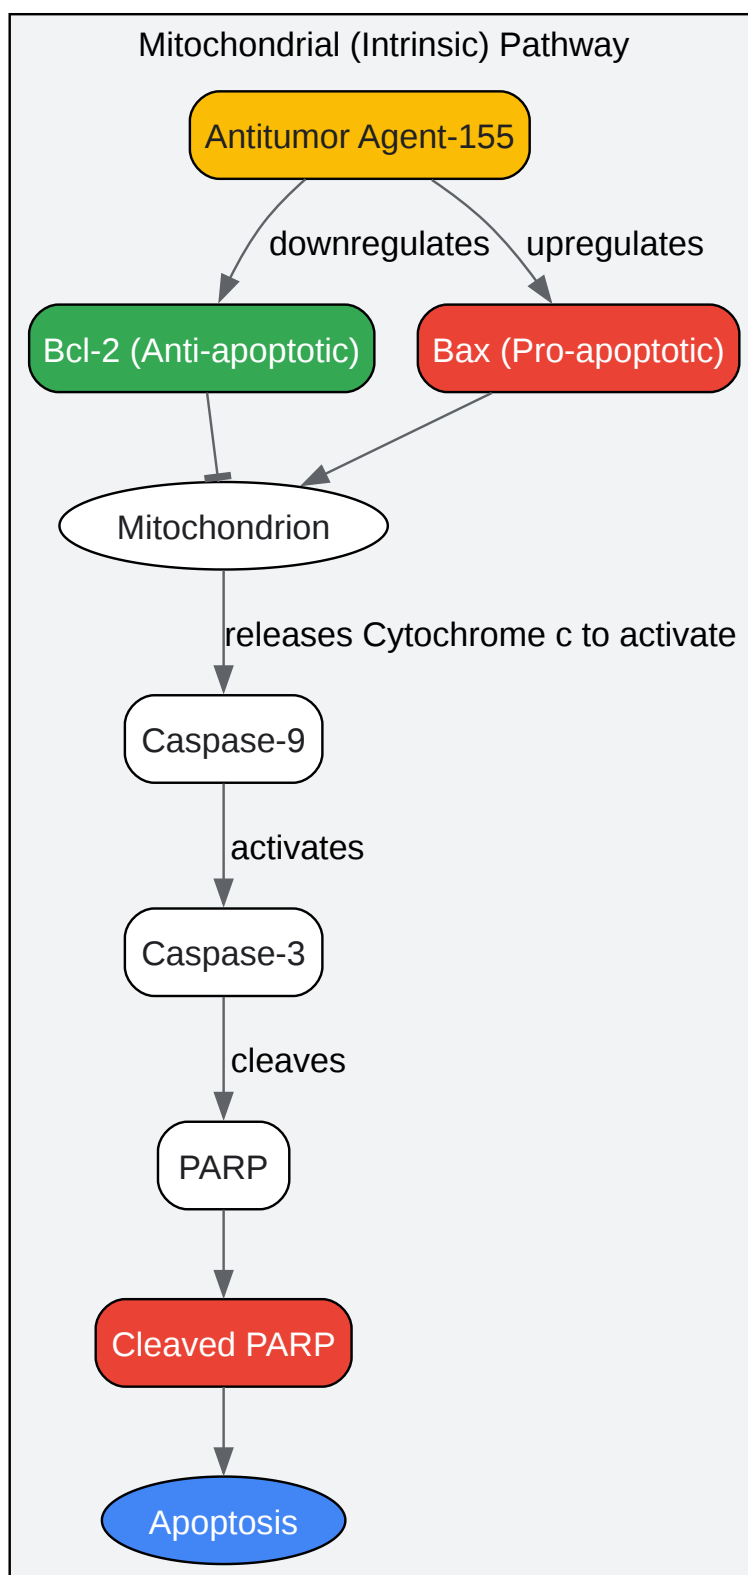 Mitochondrial (Intrinsic) Pathway
Antitumor Agent-155
downregulates
upregulates
Bcl-2 (Anti-apoptotic)
Bax (Pro-apoptotic)
Mitochondrion
releases Cytochrome c to activate
Caspase-9
activates
Caspase-3
cleaves
PARP
Cleaved PARP
Apoptosis